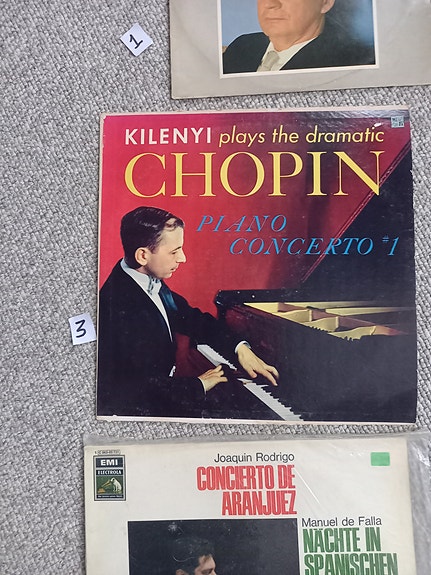 1
KILENYI plays the dramatic
CHOPIN
PIANO
CONCERTO #1
3
EMI
ELECTROLA
Joaquin Rodrigo
CONCIERTO DE
ARANJUEZ
Manuel de Falla
NÄCHTE IN
SPANISCHEN